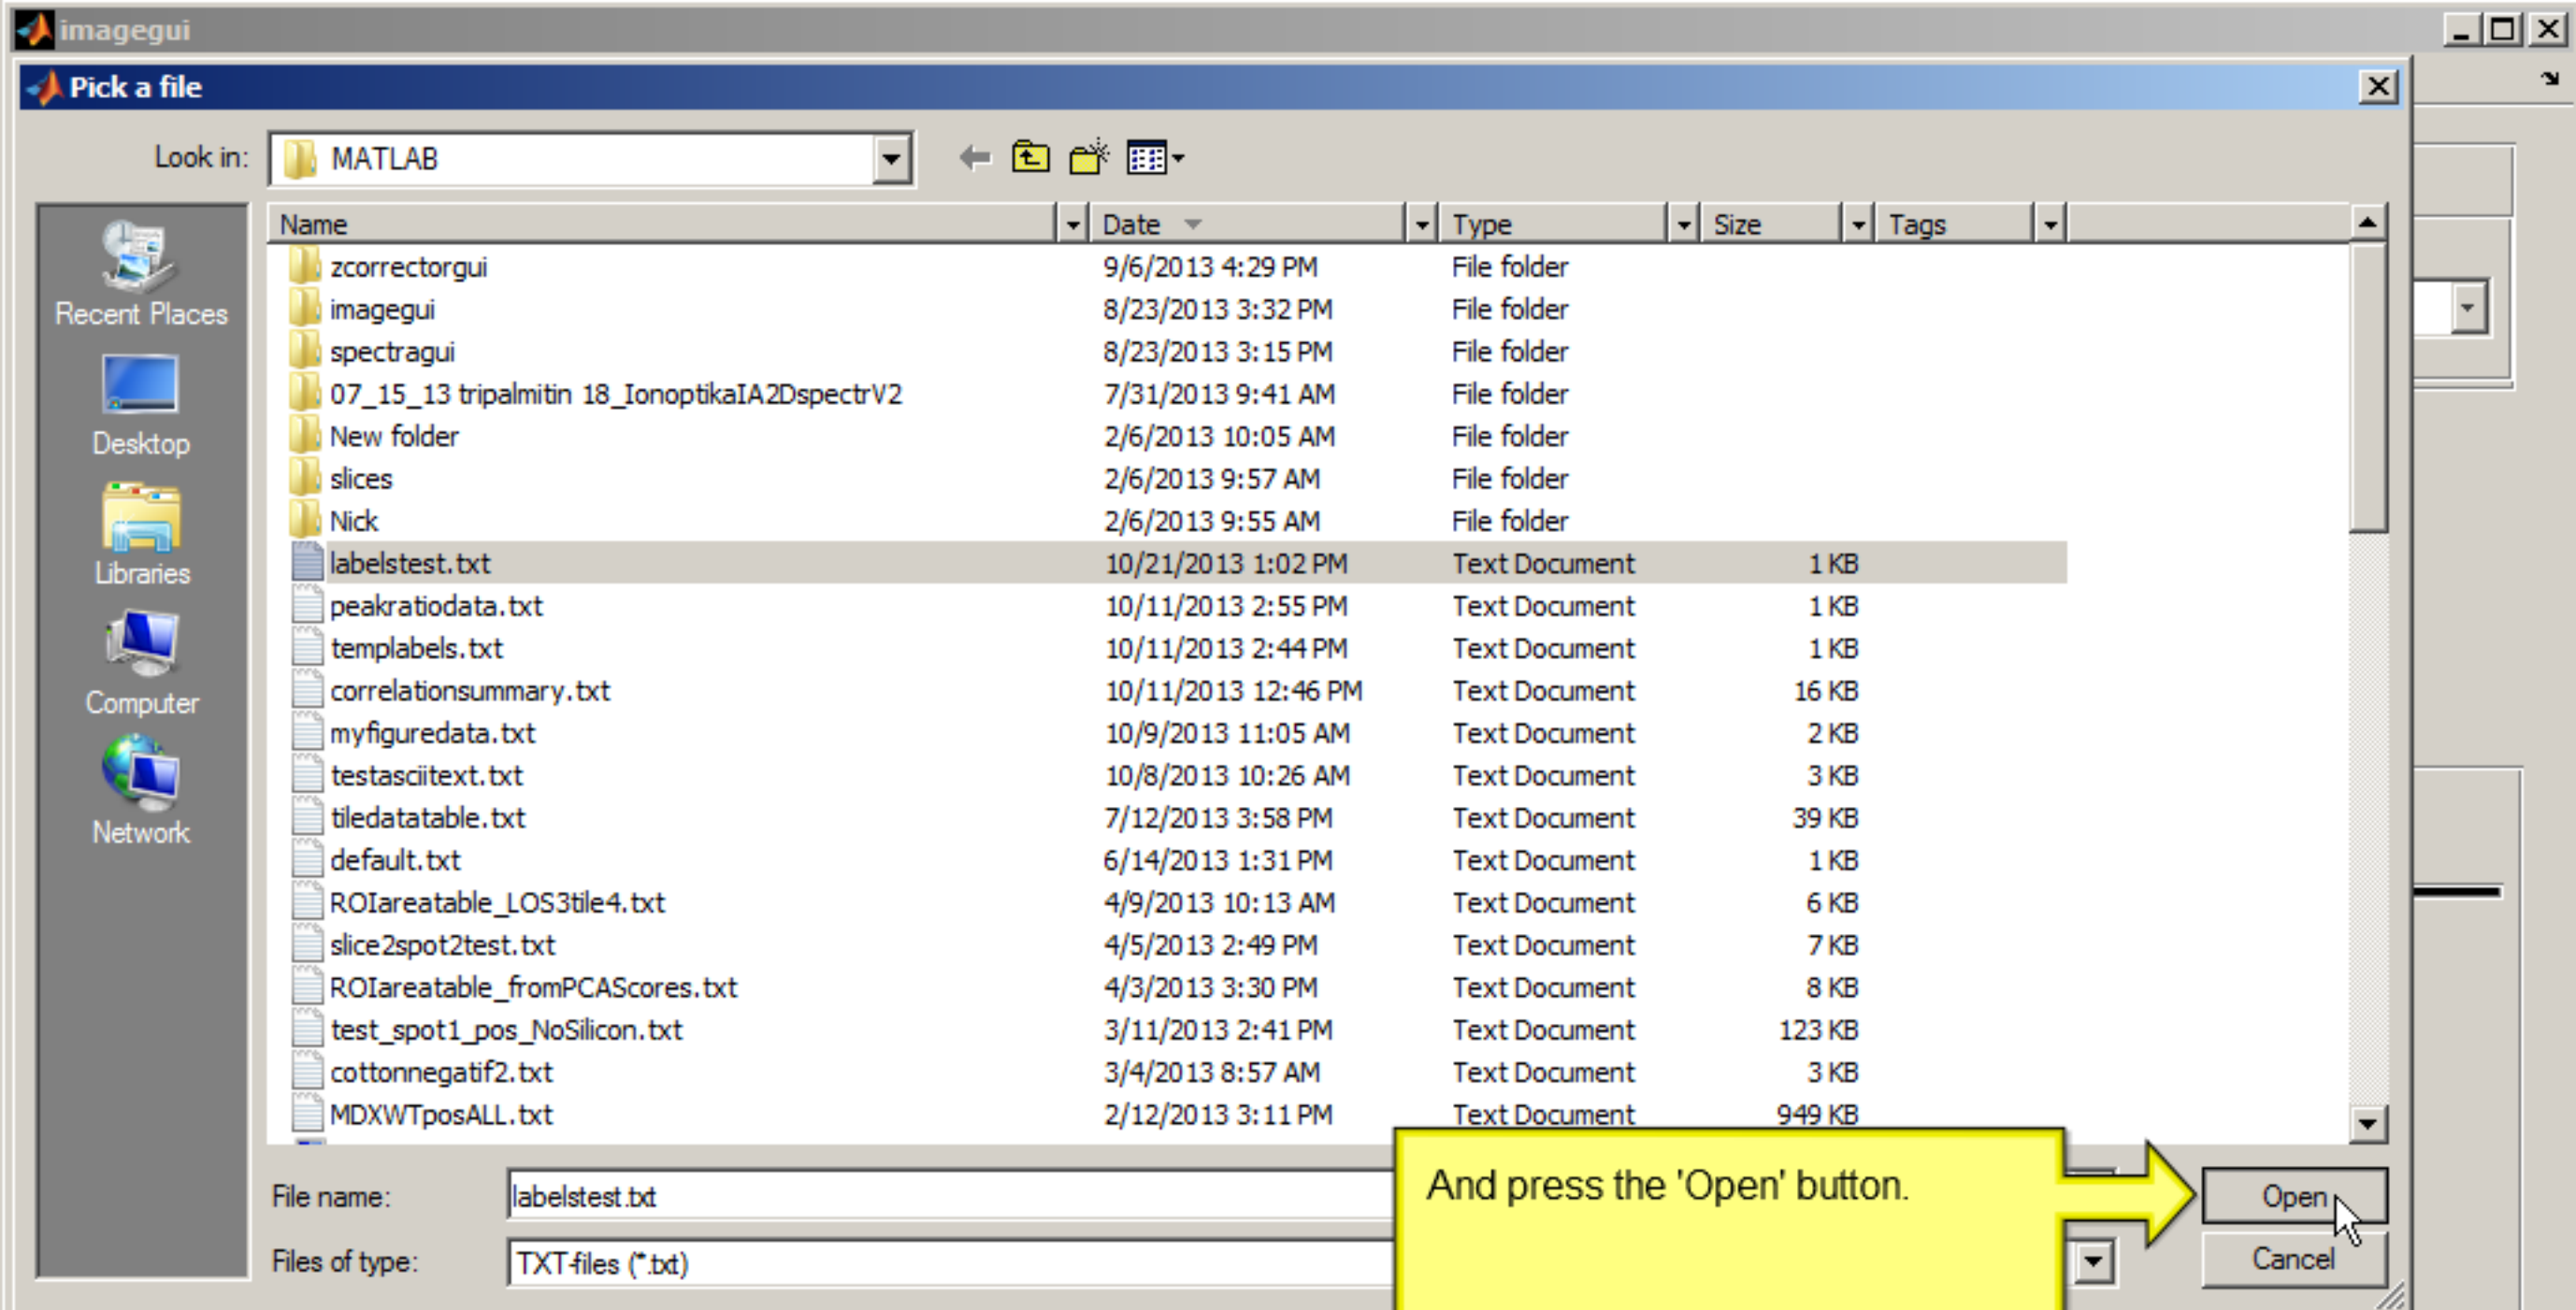 imagegui
Pick a file
Look in: MATLAB
Name Date Type Size Tags
Recent Places
Desktop
Libraries
Computer
Network
zcorrectorgui 9/6/2013 4:29 PM File folder
imagegui 8/23/2013 3:32 PM File folder
spectragui 8/23/2013 3:15 PM File folder
07_15_13 tripalmitin 18_IonoptikaIA2DspectrV2 7/31/2013 9:41 AM File folder
New folder 2/6/2013 10:05 AM File folder
slices 2/6/2013 9:57 AM File folder
Nick 2/6/2013 9:55 AM File folder
labelstest.txt 10/21/2013 1:02 PM Text Document 1 KB
peakratiodata.txt 10/11/2013 2:55 PM Text Document 1 KB
templabels.txt 10/11/2013 2:44 PM Text Document 1 KB
correlationsummary.txt 10/11/2013 12:46 PM Text Document 16 KB
myfiguredata.txt 10/9/2013 11:05 AM Text Document 2 KB
testasciitext.txt 10/8/2013 10:26 AM Text Document 3 KB
tiledatatable.txt 7/12/2013 3:58 PM Text Document 39 KB
default.txt 6/14/2013 1:31 PM Text Document 1 KB
ROIareatable_LOS3tile4.txt 4/9/2013 10:13 AM Text Document 6 KB
slice2spot2test.txt 4/5/2013 2:49 PM Text Document 7 KB
ROIareatable_fromPCAScores.txt 4/3/2013 3:30 PM Text Document 8 KB
test_spot1_pos_NoSilicon.txt 3/11/2013 2:41 PM Text Document 123 KB
cottonnegatif2.txt 3/4/2013 8:57 AM Text Document 3 KB
MDXWTposALL.txt 2/12/2013 3:11 PM Text Document 949 KB
File name: labelstest.txt
And press the 'Open' button.
Open
Files of type: TXT-files (*.txt)
Cancel